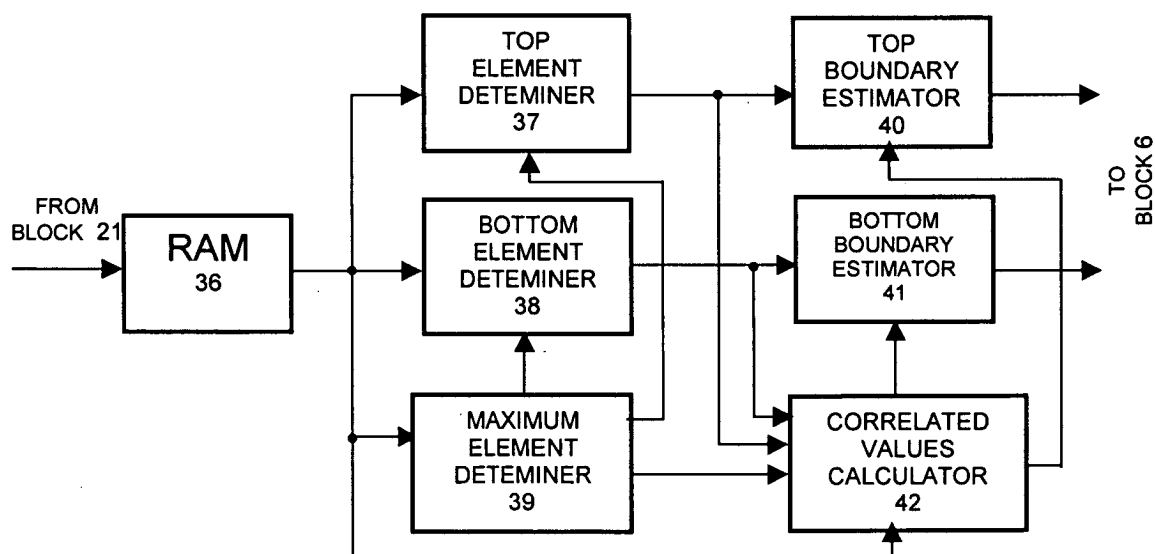 TOP
ELEMENT
DETEMINER
37
TOP
BOUNDARY
ESTIMATOR
40
FROM
BLOCK 21
RAM
36
BOTTOM
ELEMENT
DETEMINER
38
BOTTOM
BOUNDARY
ESTIMATOR
41
TO
BLOCK 6
MAXIMUM
ELEMENT
DETEMINER
39
CORRELATED
VALUES
CALCULATOR
42